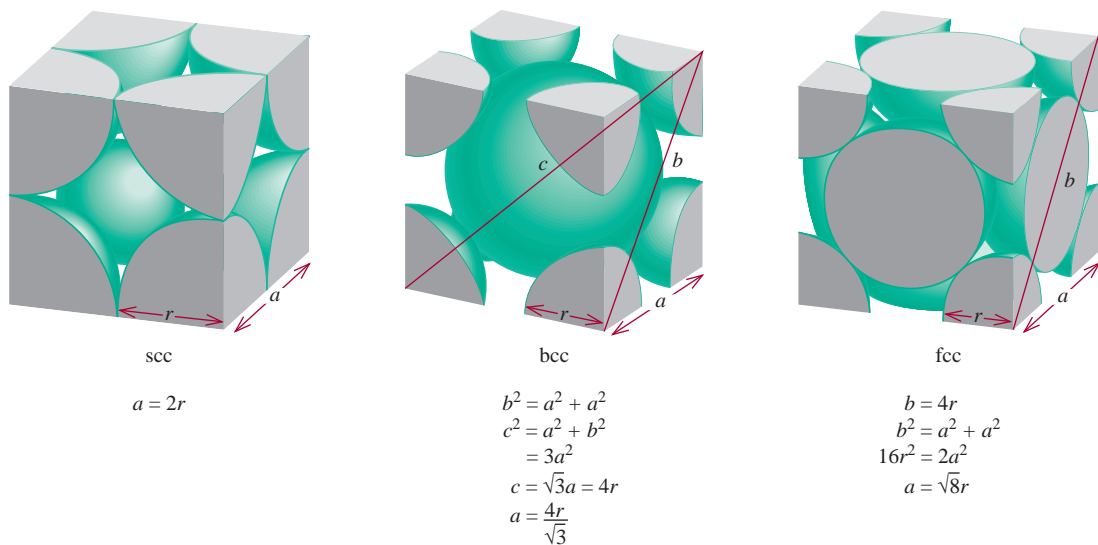 r
a
scc
a = 2r
c
b
r
a
bcc
b² = a² + a²
c² = a² + b²
= 3a²
c = √3a = 4r
a = 4r/√3
b
r
a
fcc
b = 4r
b² = a² + a²
16r² = 2a²
a = √8r